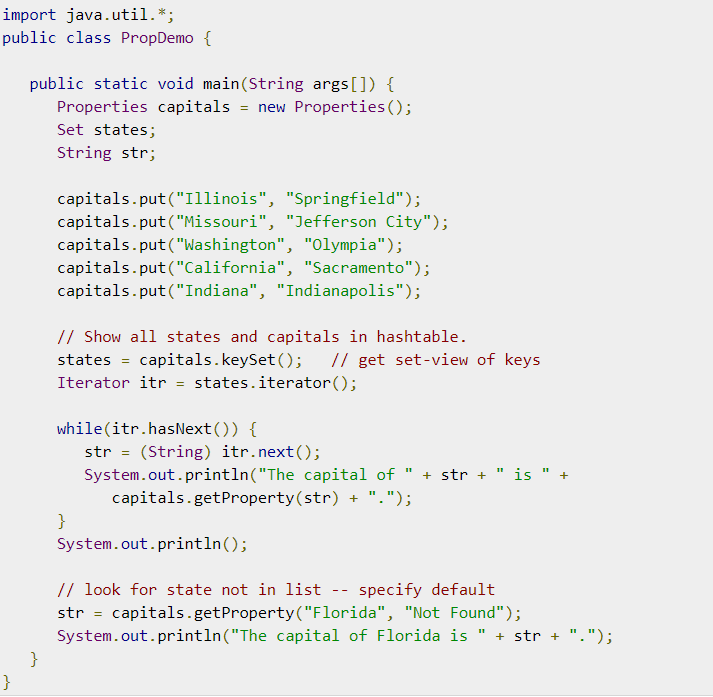 import java.util.*;
public class PropDemo {
public static void main(String args[]) {
Properties capitals = new Properties();
Set states;
String str;
capitals.put("Illinois", "Springfield");
capitals.put("Missouri", "Jefferson City");
capitals.put("Washington", "Olympia");
capitals.put("California", "Sacramento");
capitals.put("Indiana", "Indianapolis");
// Show all states and capitals in hashtable.
states = capitals.keySet();   // get set-view of keys
Iterator itr = states.iterator();
while(itr.hasNext()) {
str = (String) itr.next();
System.out.println("The capital of " + str + " is " +
capitals.getProperty(str) + ".");
}
System.out.println();
// look for state not in list -- specify default
str = capitals.getProperty("Florida", "Not Found");
System.out.println("The capital of Florida is " + str + ".");
}
}